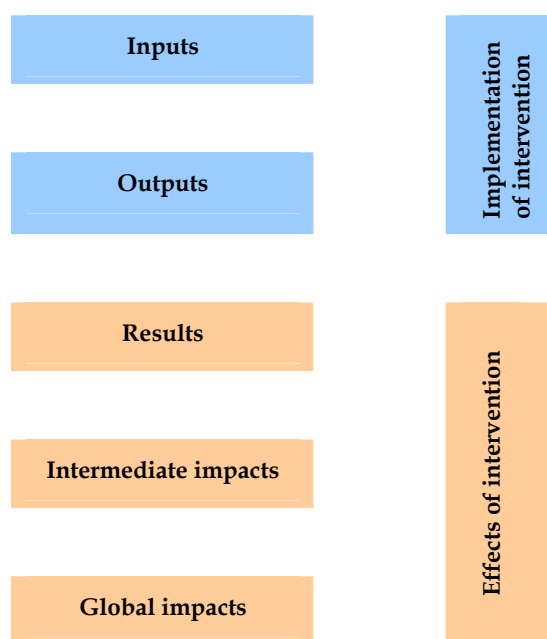 Inputs
Outputs
Implementation
of intervention
Results
Intermediate impacts
Global impacts
Effects of intervention